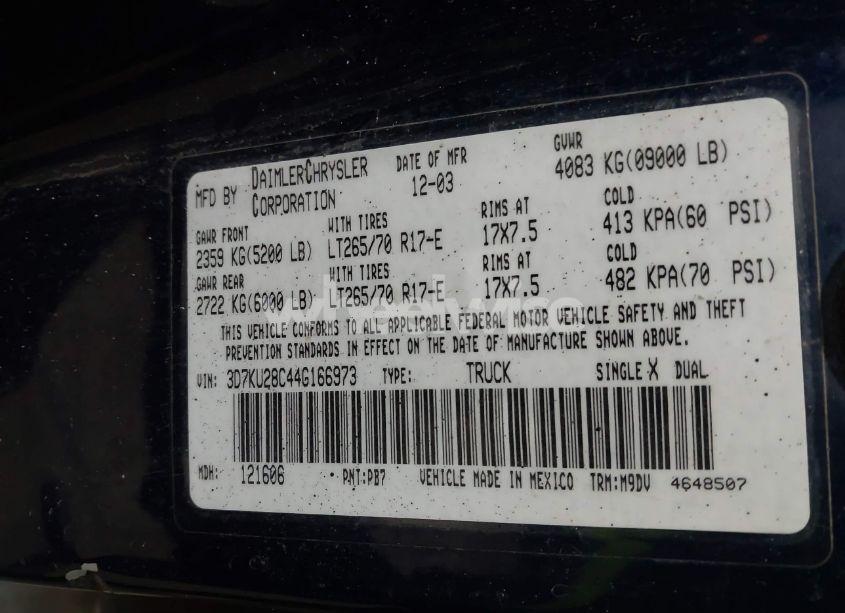 MFD BY DAIMLERCHRYSLER CORPORATION DATE OF MFR 12-03 GVWR 4083 KG(09000 LB)
GAWR FRONT WITH TIRES RIMS AT COLD
2359 KG(5200 LB) LT265/70 R17-E 17X7.5 413 KPA(60 PSI)
GAWR REAR WITH TIRES RIMS AT COLD
2722 KG(6000 LB) LT265/70 R17-E 17X7.5 482 KPA(70 PSI)
THIS VEHICLE CONFORMS TO ALL APPLICABLE FEDERAL MOTOR VEHICLE SAFETY AND THEFT
PREVENTION STANDARDS IN EFFECT ON THE DATE OF MANUFACTURE SHOWN ABOVE.
VIN: 3D7KU28C44G166973 TYPE: TRUCK SINGLE X DUAL
MDH: 121606 PNT:PB7 VEHICLE MADE IN MEXICO TRM:M9DV 4648507